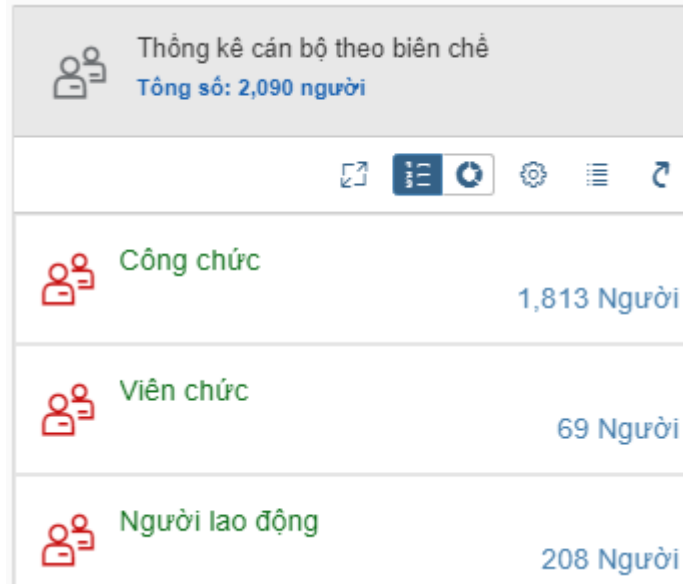 Thống kê cán bộ theo biên chế
Tổng số: 2,090 người
Công chức
1,813 Người
Viên chức
69 Người
Người lao động
208 Người